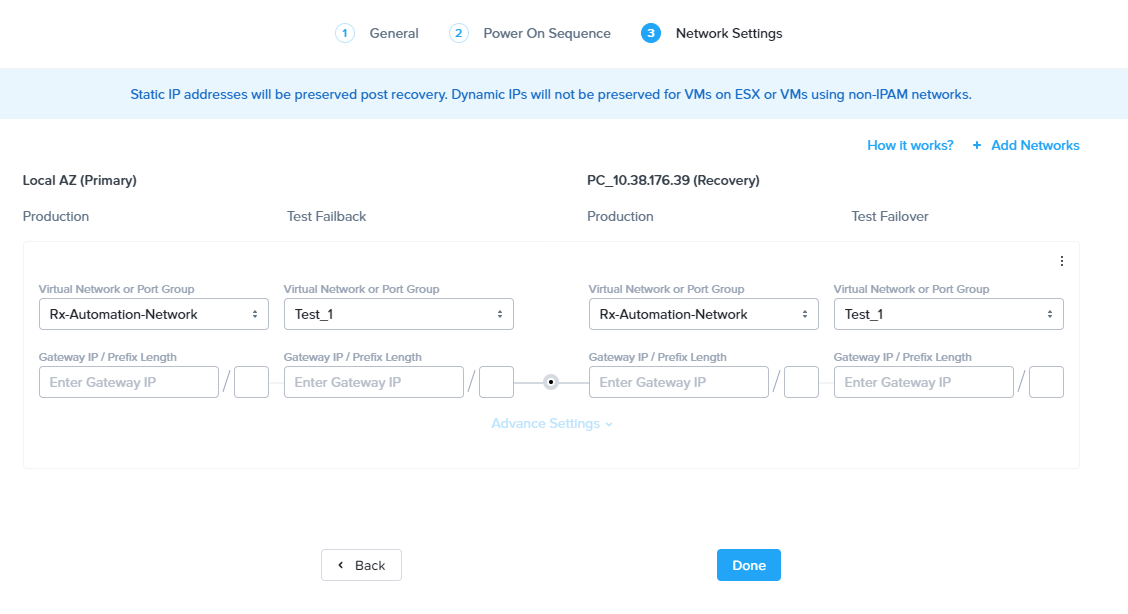 1 General 2 Power On Sequence 3 Network Settings
Static IP addresses will be preserved post recovery. Dynamic IPs will not be preserved for VMs on ESX or VMs using non-IPAM networks.
How it works? + Add Networks
Local AZ (Primary) PC_10.38.176.39 (Recovery)
Production Test Failback Production Test Failover
Virtual Network or Port Group Virtual Network or Port Group Virtual Network or Port Group Virtual Network or Port Group
Rx-Automation-Network Test_1 Rx-Automation-Network Test_1
Gateway IP / Prefix Length Gateway IP / Prefix Length Gateway IP / Prefix Length Gateway IP / Prefix Length
Enter Gateway IP / Enter Gateway IP / Enter Gateway IP / Enter Gateway IP /
Advance Settings
Back Done